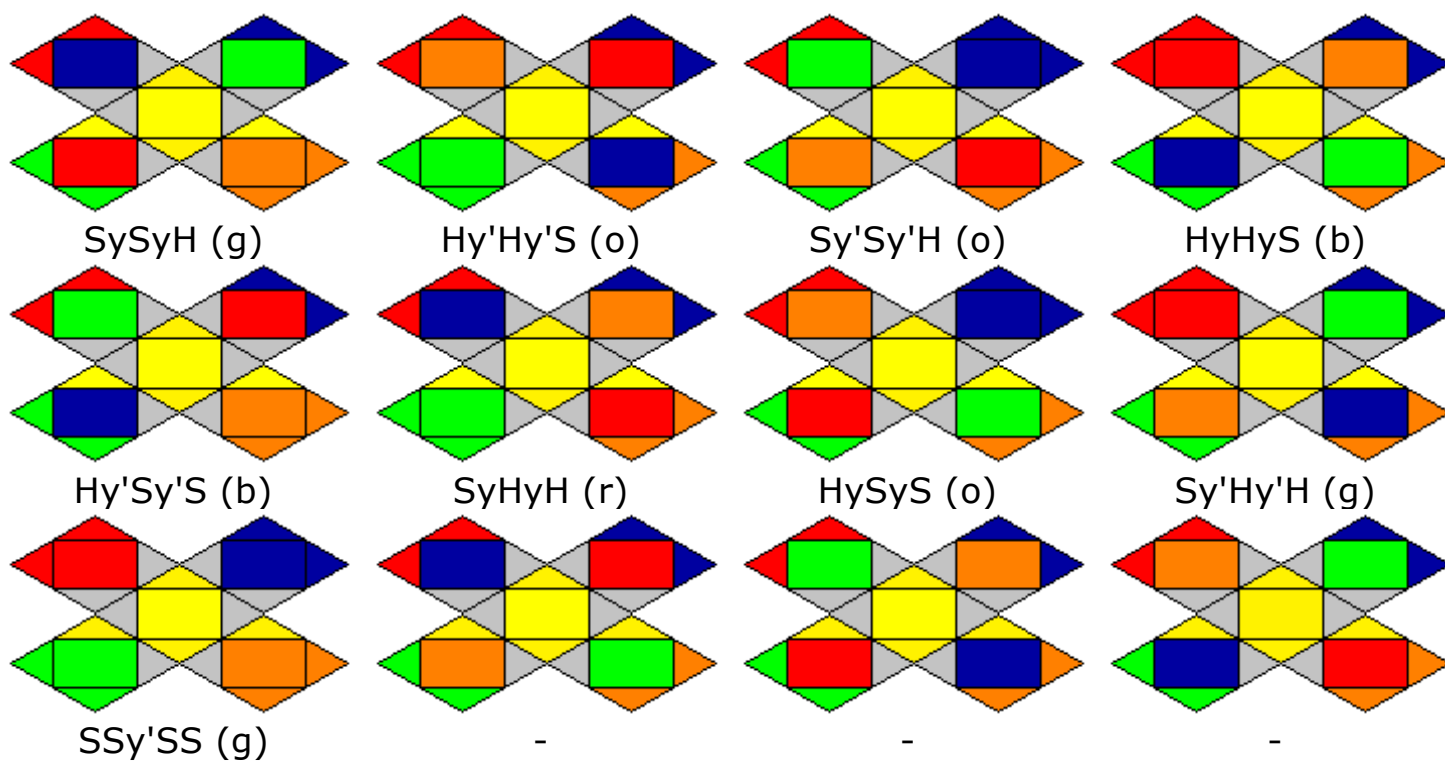 SySyH (g) Hy'Hy'S (o) Sy'Sy'H (o) HyHyS (b)
Hy'Sy'S (b) SyHyH (r) HySyS (o) Sy'Hy'H (g)
SSy'SS (g) - - -